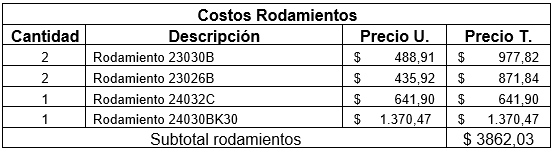 Costos Rodamientos
Cantidad Descripción Precio U. Precio T.
2 Rodamiento 23030B $ 488,91 $ 977,82
2 Rodamiento 23026B $ 435,92 $ 871,84
1 Rodamiento 24032C $ 641,90 $ 641,90
1 Rodamiento 24030BK30 $ 1.370,47 $ 1.370,47
Subtotal rodamientos $ 3862,03